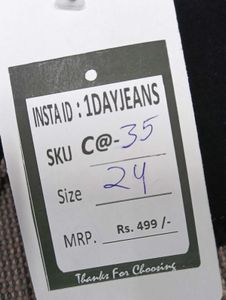 INSTA ID : 1DAYJEANS
SKU C@-35
Size 24
MRP. Rs. 499 /-
Thanks For Choosing